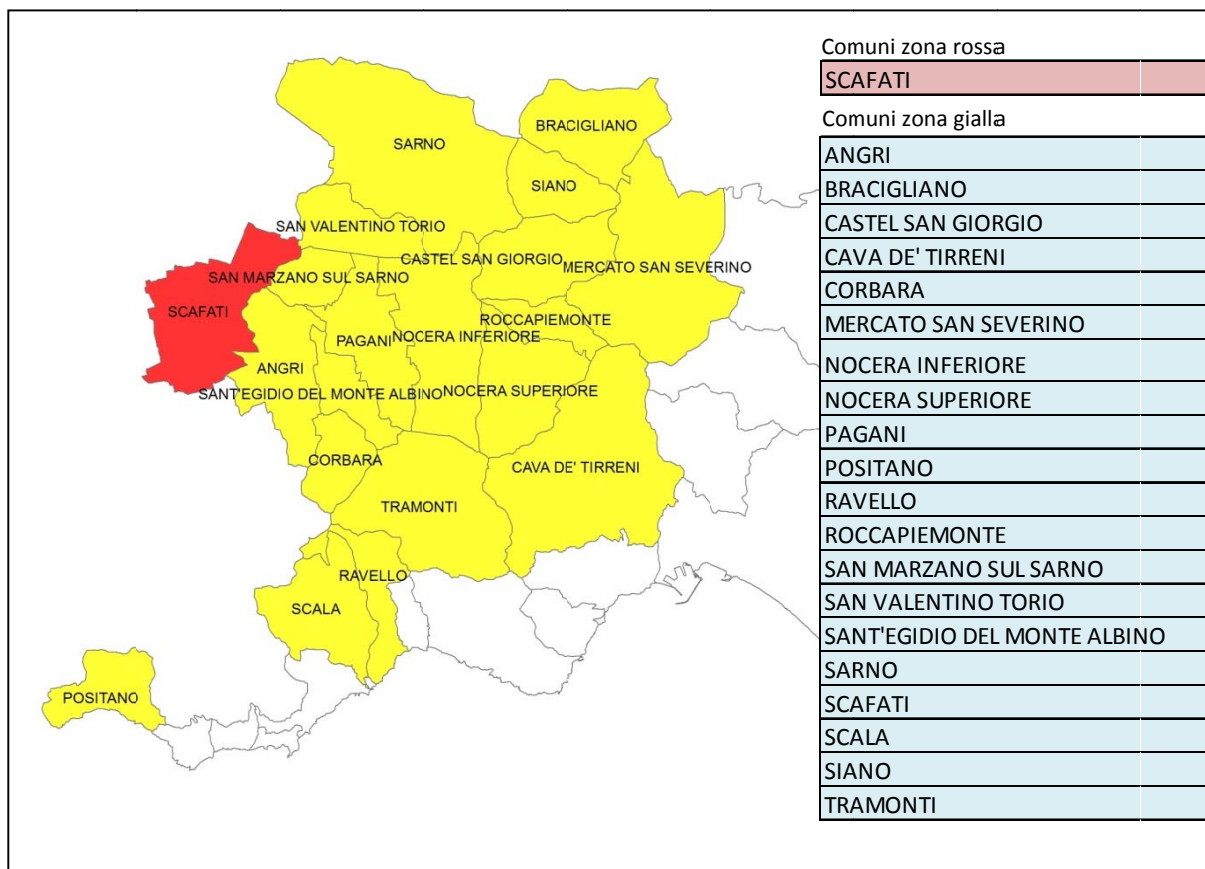 Comuni zona rossa
SCAFATI
Comuni zona gialla
ANGRI
BRACIGLIANO
CASTEL SAN GIORGIO
CAVA DE' TIRRENI
CORBARA
MERCATO SAN SEVERINO
NOCERA INFERIORE
NOCERA SUPERIORE
PAGANI
POSITANO
RAVELLO
ROCCAPIEMONTE
SAN MARZANO SUL SARNO
SAN VALENTINO TORIO
SANT'EGIDIO DEL MONTE ALBINO
SARNO
SCAFATI
SCALA
SIANO
TRAMONTI
BRACIGLIANO
SARNO
SIANO
SAN VALENTINO TORIO
CASTEL SAN GIORGIO
MERCATO SAN SEVERINO
SAN MARZANO SUL SARNO
SCAFATI
ROCCAPIEMONTE
PAGANI
NOCERA INFERIORE
ANGRI
SANT'EGIDIO DEL MONTE ALBINO
NOCERA SUPERIORE
CORBARA
CAVA DE' TIRRENI
TRAMONTI
RAVELLO
SCALA
POSITANO